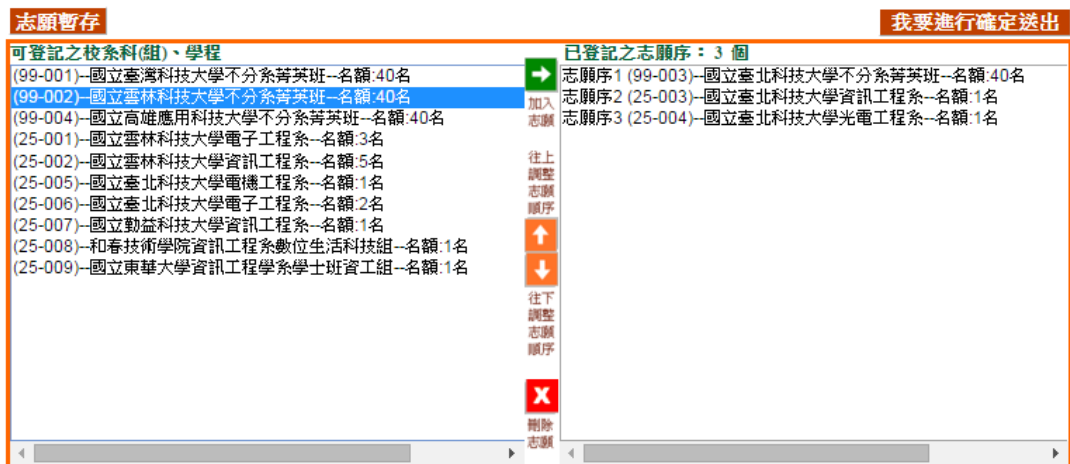 志願暫存
我要進行確定送出
可登記之校系科(組)、學程
(99-001)--國立臺灣科技大學不分系菁英班--名額:40名
(99-002)--國立雲林科技大學不分系菁英班--名額:40名
(99-004)--國立高雄應用科技大學不分系菁英班--名額:40名
(25-001)--國立雲林科技大學電子工程系--名額:3名
(25-002)--國立雲林科技大學資訊工程系--名額:5名
(25-005)--國立臺北科技大學電機工程系--名額:1名
(25-006)--國立臺北科技大學電子工程系--名額:2名
(25-007)--國立勤益科技大學資訊工程系--名額:1名
(25-008)--和春技術學院資訊工程系數位生活科技組--名額:1名
(25-009)--國立東華大學資訊工程學系學士班資工組--名額:1名
加入
志願
往上
調整
志願
順序
往下
調整
志願
順序
X
刪除
志願
已登記之志願序：3 個
志願序1 (99-003)--國立臺北科技大學不分系菁英班--名額:40名
志願序2 (25-003)--國立臺北科技大學資訊工程系--名額:1名
志願序3 (25-004)--國立臺北科技大學光電工程系--名額:1名